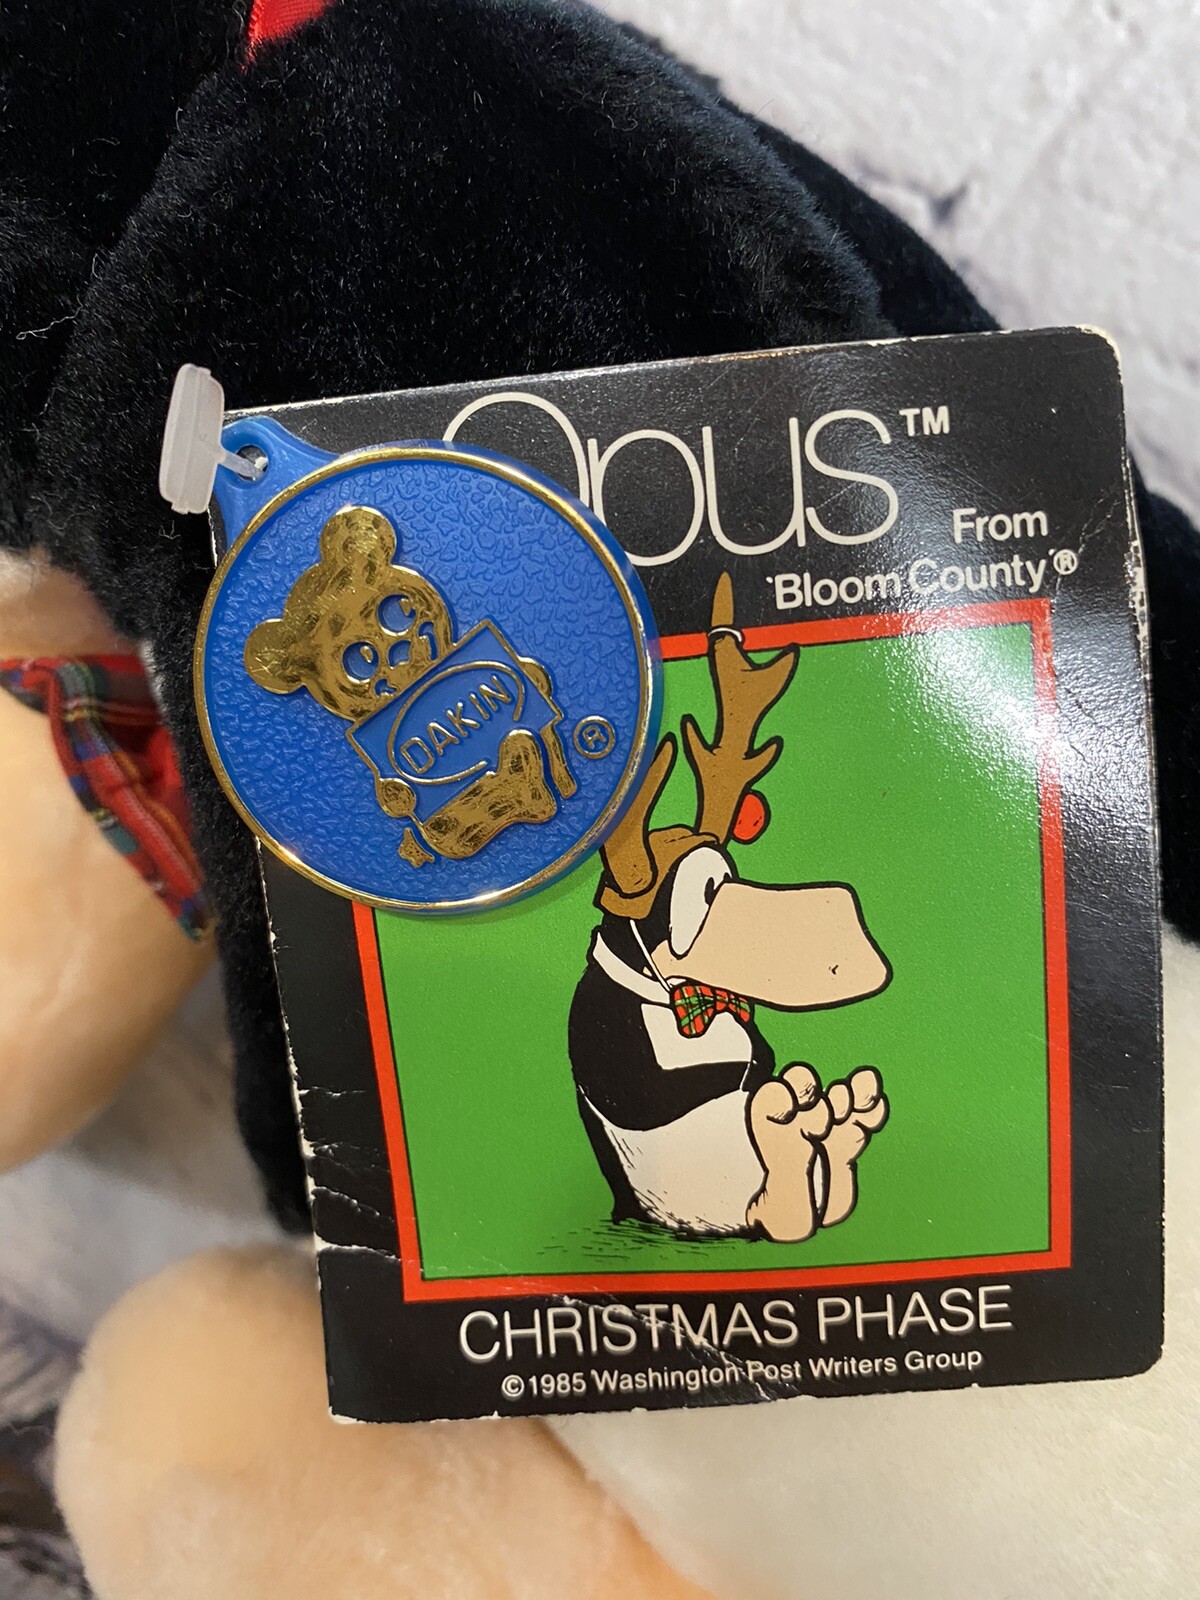 Opus™
From
'Bloom County'®
DAKIN
®
CHRISTMAS PHASE
©1985 Washington Post Writers Group